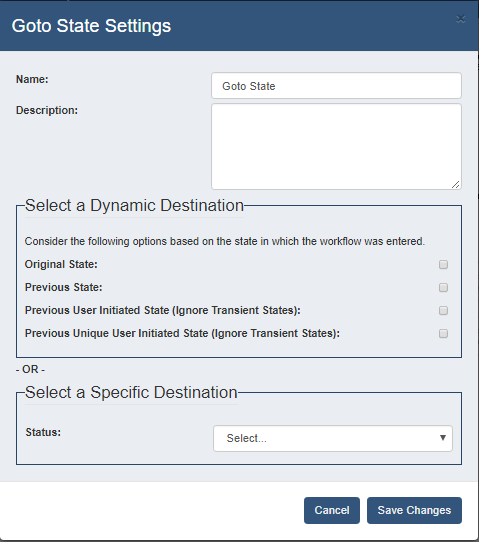 Goto State Settings
×
Name:
Goto State
Description:
Select a Dynamic Destination
Consider the following options based on the state in which the workflow was entered.
Original State:
Previous State:
Previous User Initiated State (Ignore Transient States):
Previous Unique User Initiated State (Ignore Transient States):
- OR -
Select a Specific Destination
Status:
Select...
Cancel
Save Changes